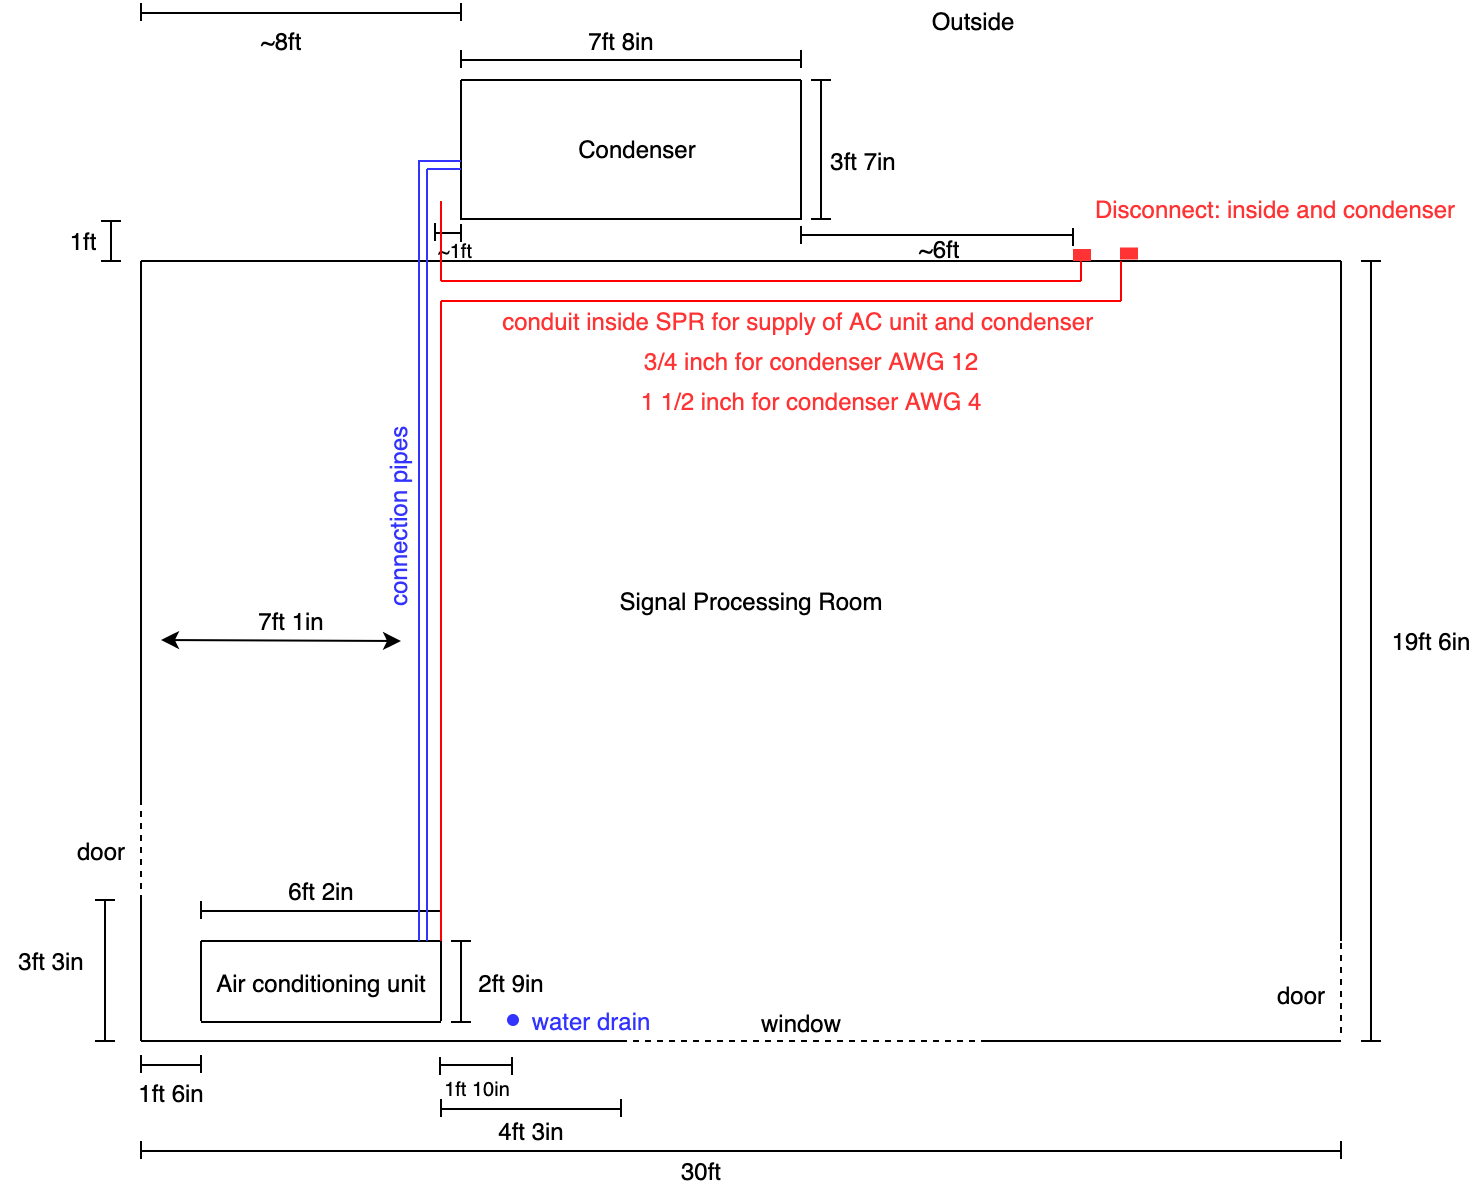 Outside
~8ft
7ft 8in
Condenser
3ft 7in
Disconnect: inside and condenser
1ft
~1ft
~6ft
conduit inside SPR for supply of AC unit and condenser
3/4 inch for condenser AWG 12
1 1/2 inch for condenser AWG 4
connection pipes
Signal Processing Room
7ft 1in
19ft 6in
door
6ft 2in
3ft 3in
Air conditioning unit
2ft 9in
door
water drain
window
1ft 6in
1ft 10in
4ft 3in
30ft